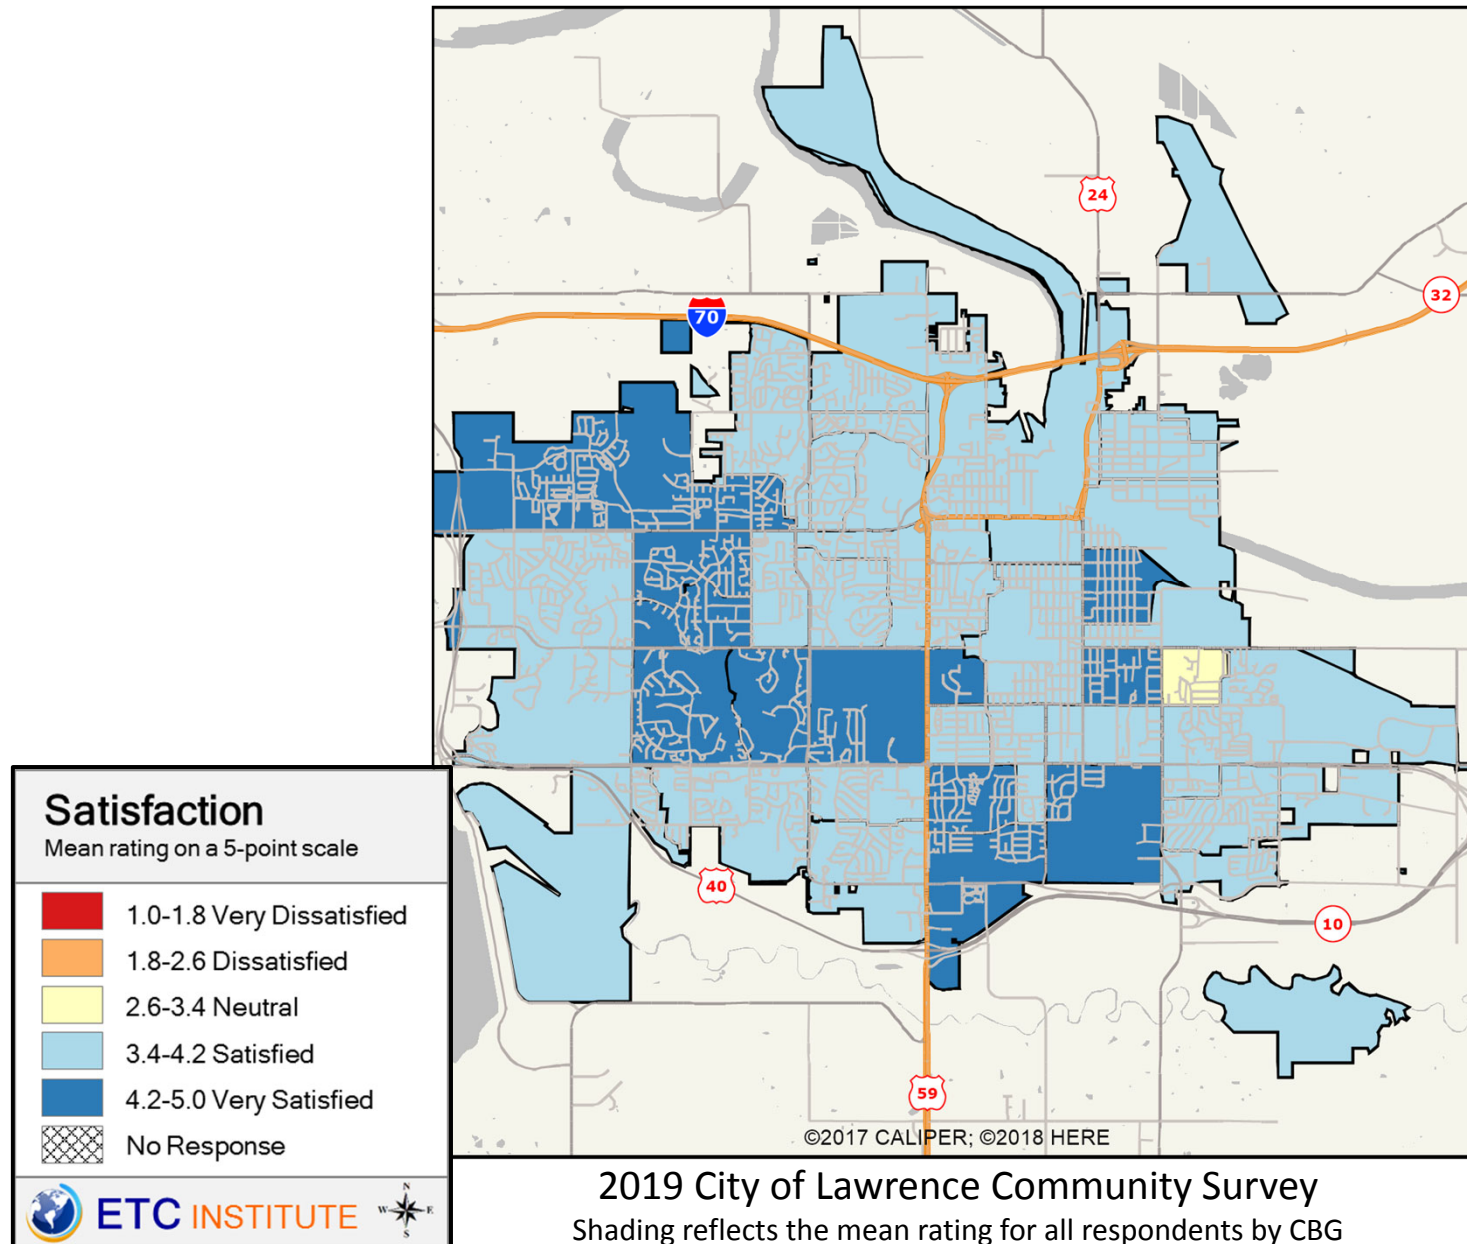 24
32
70
40
10
59
©2017 CALIPER; ©2018 HERE
Satisfaction
Mean rating on a 5-point scale
1.0-1.8 Very Dissatisfied
1.8-2.6 Dissatisfied
2.6-3.4 Neutral
3.4-4.2 Satisfied
4.2-5.0 Very Satisfied
No Response
ETC INSTITUTE
N
W E
S
2019 City of Lawrence Community Survey
Shading reflects the mean rating for all respondents by CBG